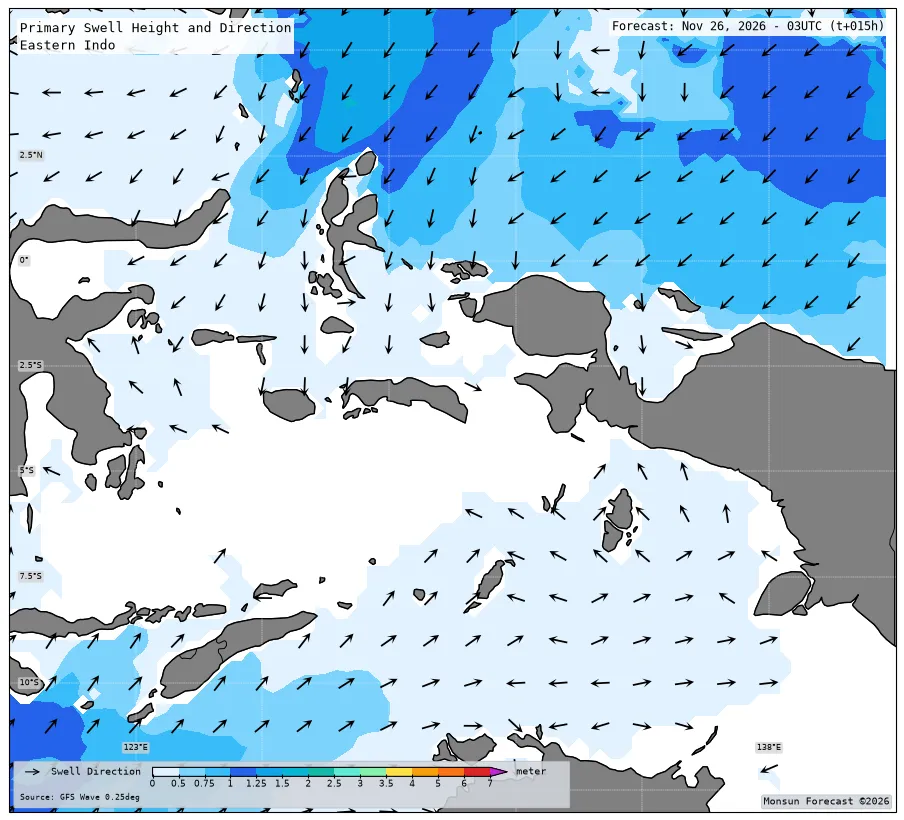 Primary Swell Height and Direction
Eastern Indo
Forecast: Nov 26, 2026 - 03UTC (t+015h)
2.5°N
0°
2.5°S
5°S
7.5°S
10°S
123°E
138°E
Swell Direction
meter
0 0.5 0.75 1 1.25 1.5 2 2.5 3 3.5 4 5 6 7
Source: GFS Wave 0.25deg
Monsun Forecast ©2026